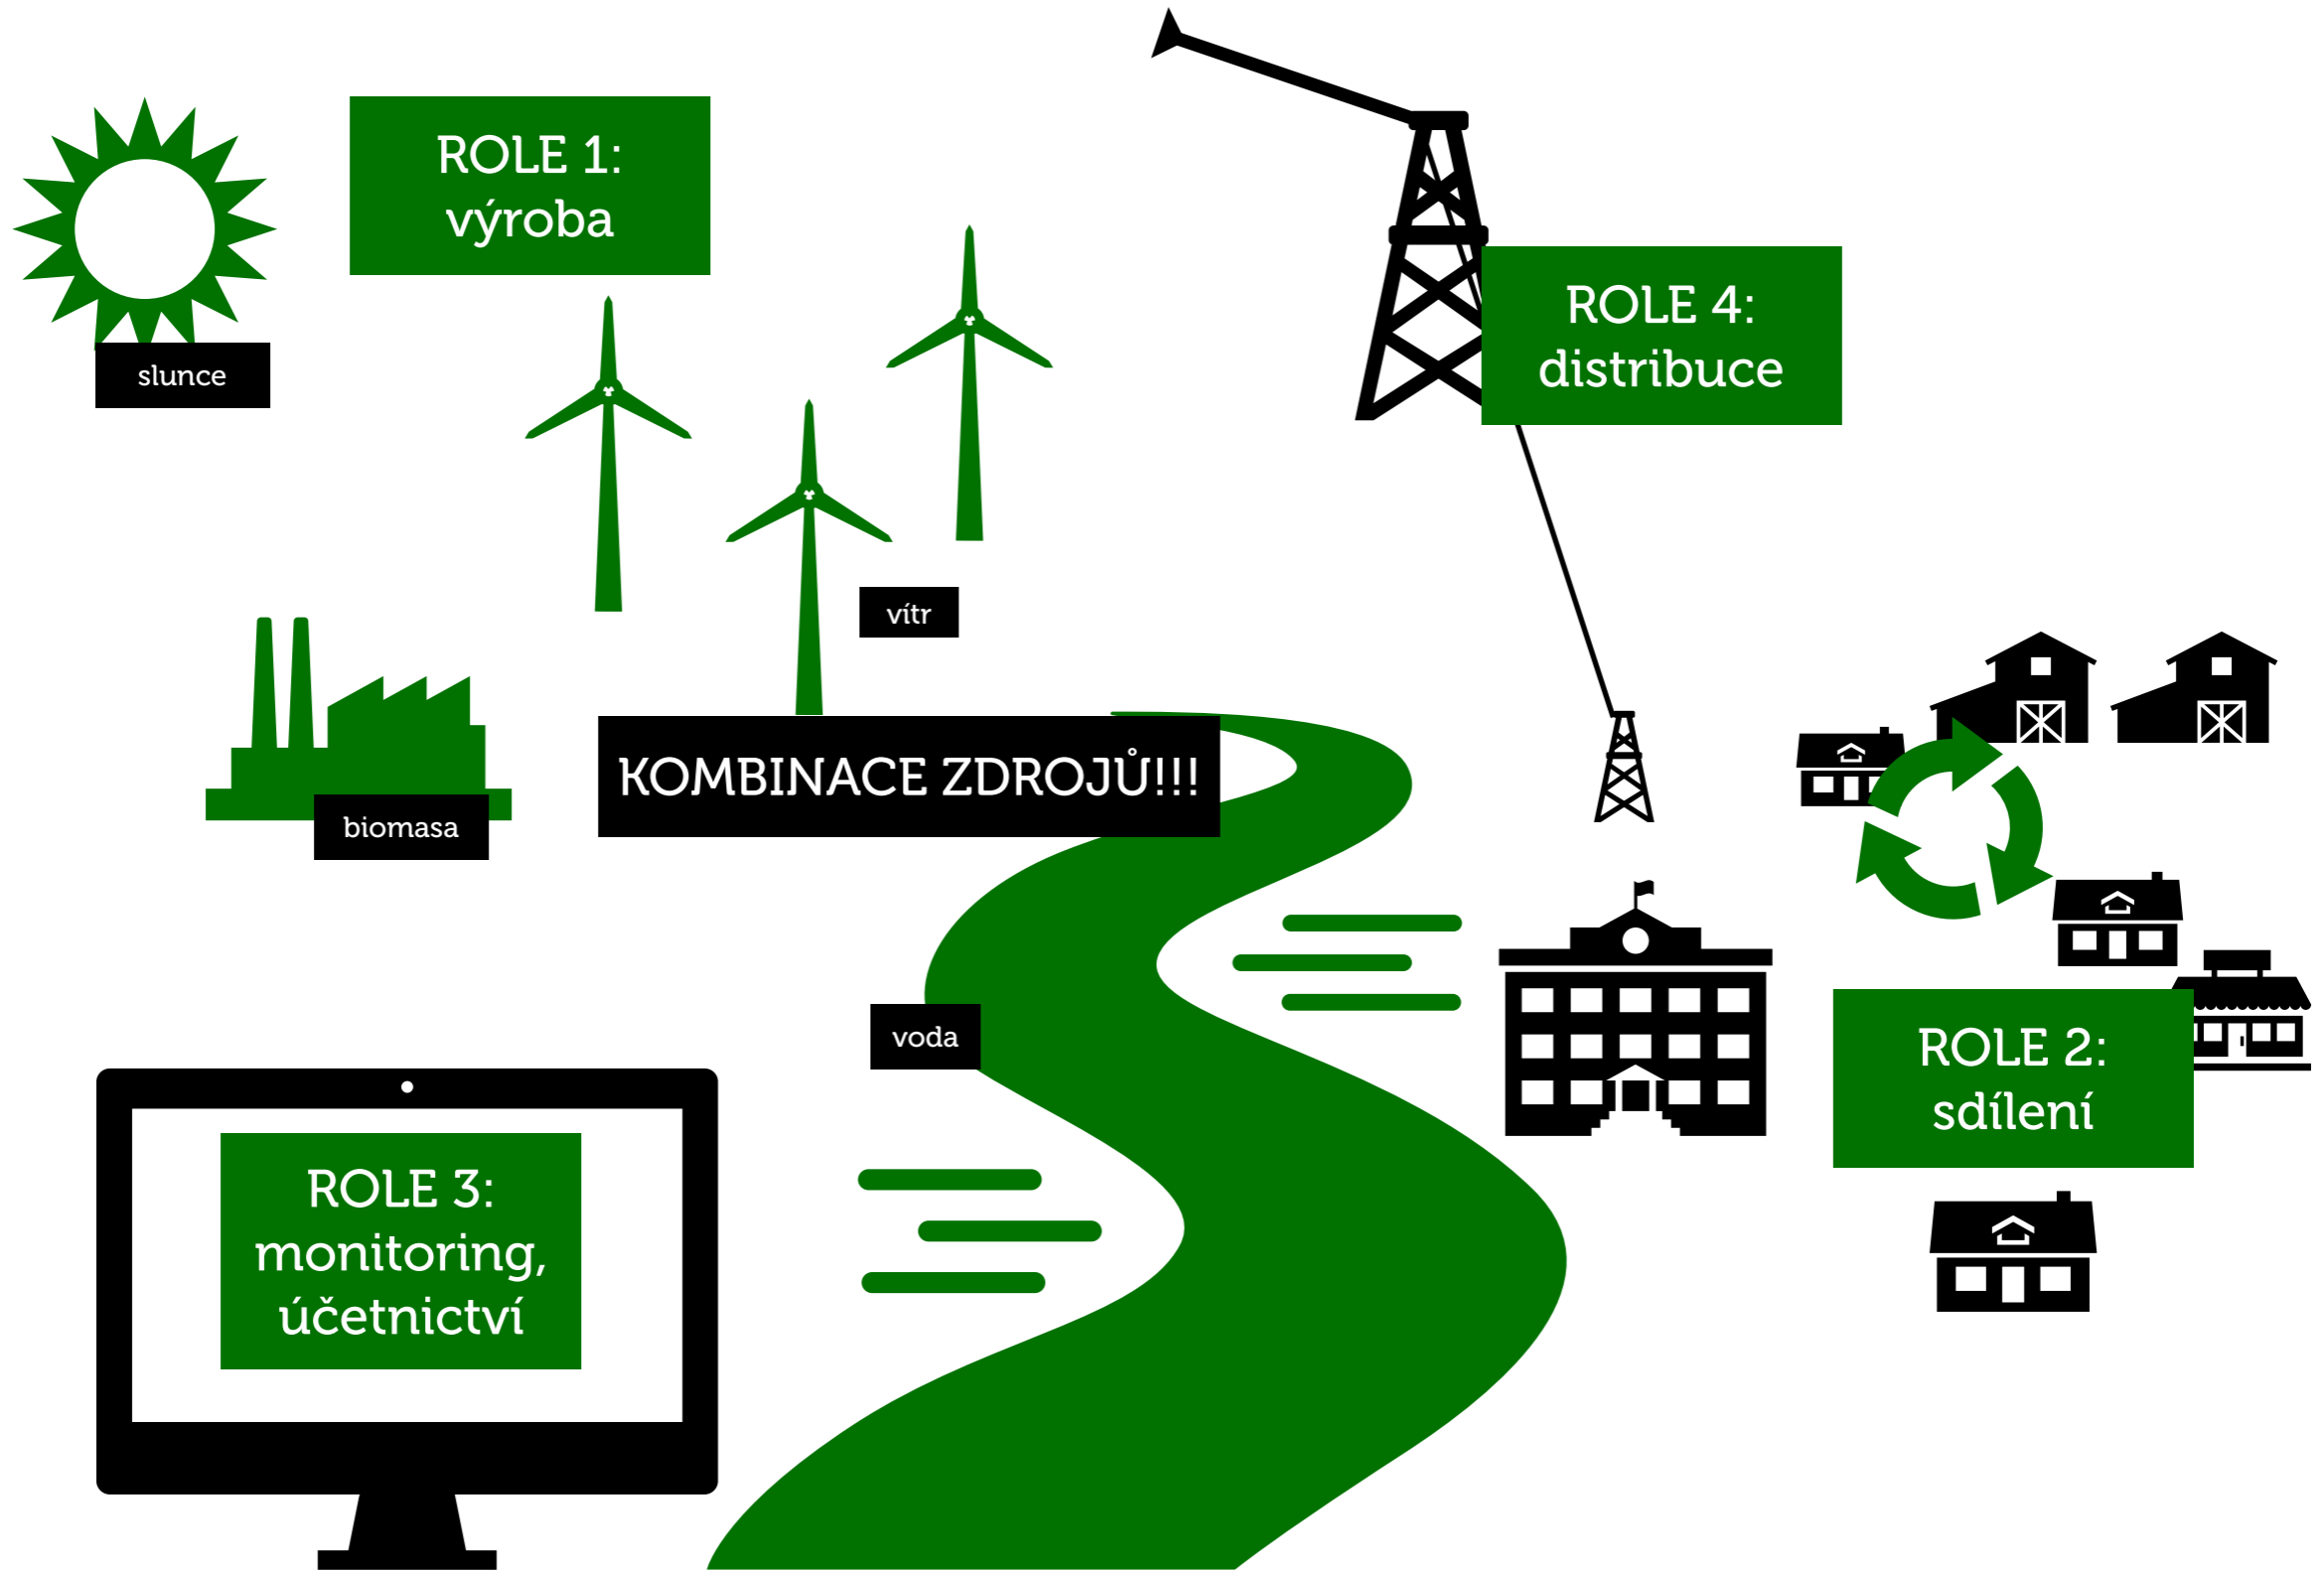 ROLE 1:
výroba
slunce
ROLE 4:
distribuce
vítr
KOMBINACE ZDROJŮ!!!
biomasa
voda
ROLE 2:
sdílení
ROLE 3:
monitoring,
účetnictví